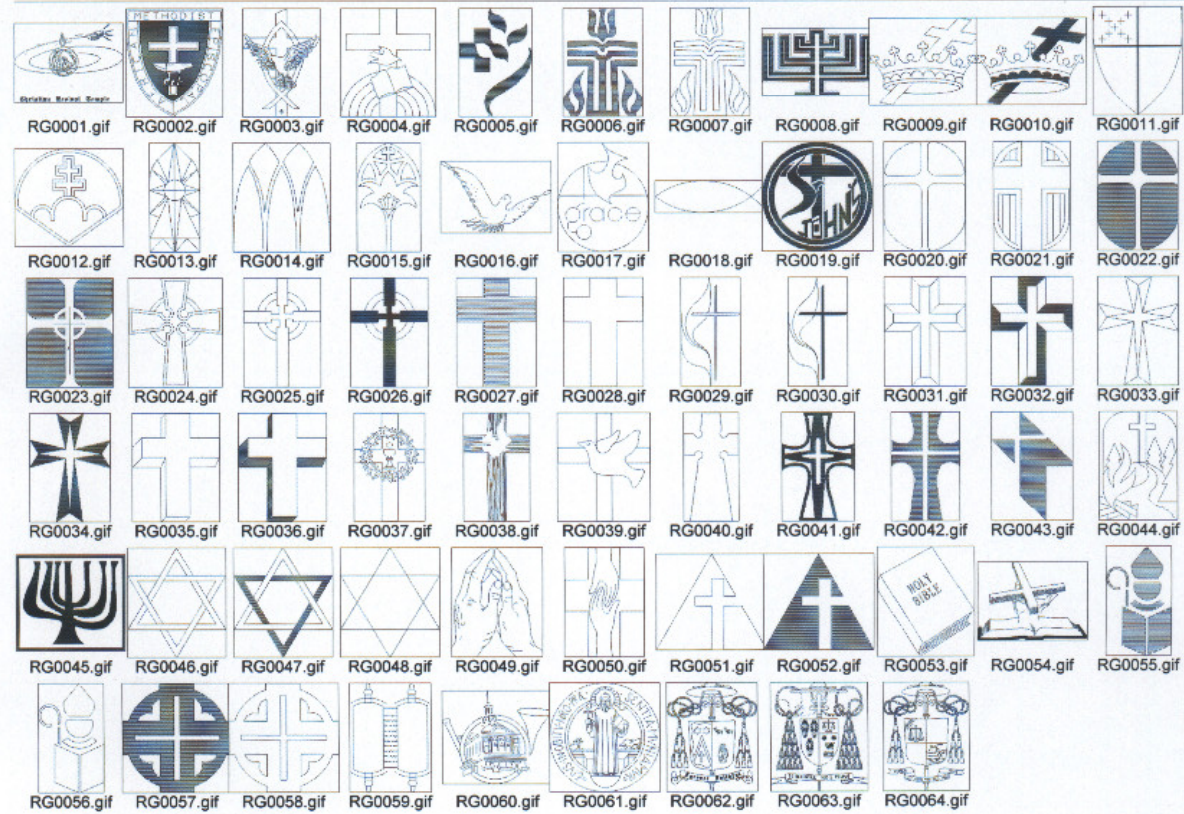 Christian Revival Temple
METHODIST
RG0001.gif RG0002.gif RG0003.gif RG0004.gif RG0005.gif RG0006.gif RG0007.gif RG0008.gif RG0009.gif RG0010.gif RG0011.gif
grace
ST JOHN'S
RG0012.gif RG0013.gif RG0014.gif RG0015.gif RG0016.gif RG0017.gif RG0018.gif RG0019.gif RG0020.gif RG0021.gif RG0022.gif
RG0023.gif RG0024.gif RG0025.gif RG0026.gif RG0027.gif RG0028.gif RG0029.gif RG0030.gif RG0031.gif RG0032.gif RG0033.gif
RG0034.gif RG0035.gif RG0036.gif RG0037.gif RG0038.gif RG0039.gif RG0040.gif RG0041.gif RG0042.gif RG0043.gif RG0044.gif
HOLY
BIBLE
RG0045.gif RG0046.gif RG0047.gif RG0048.gif RG0049.gif RG0050.gif RG0051.gif RG0052.gif RG0053.gif RG0054.gif RG0055.gif
RG0056.gif RG0057.gif RG0058.gif RG0059.gif RG0060.gif RG0061.gif RG0062.gif RG0063.gif RG0064.gif